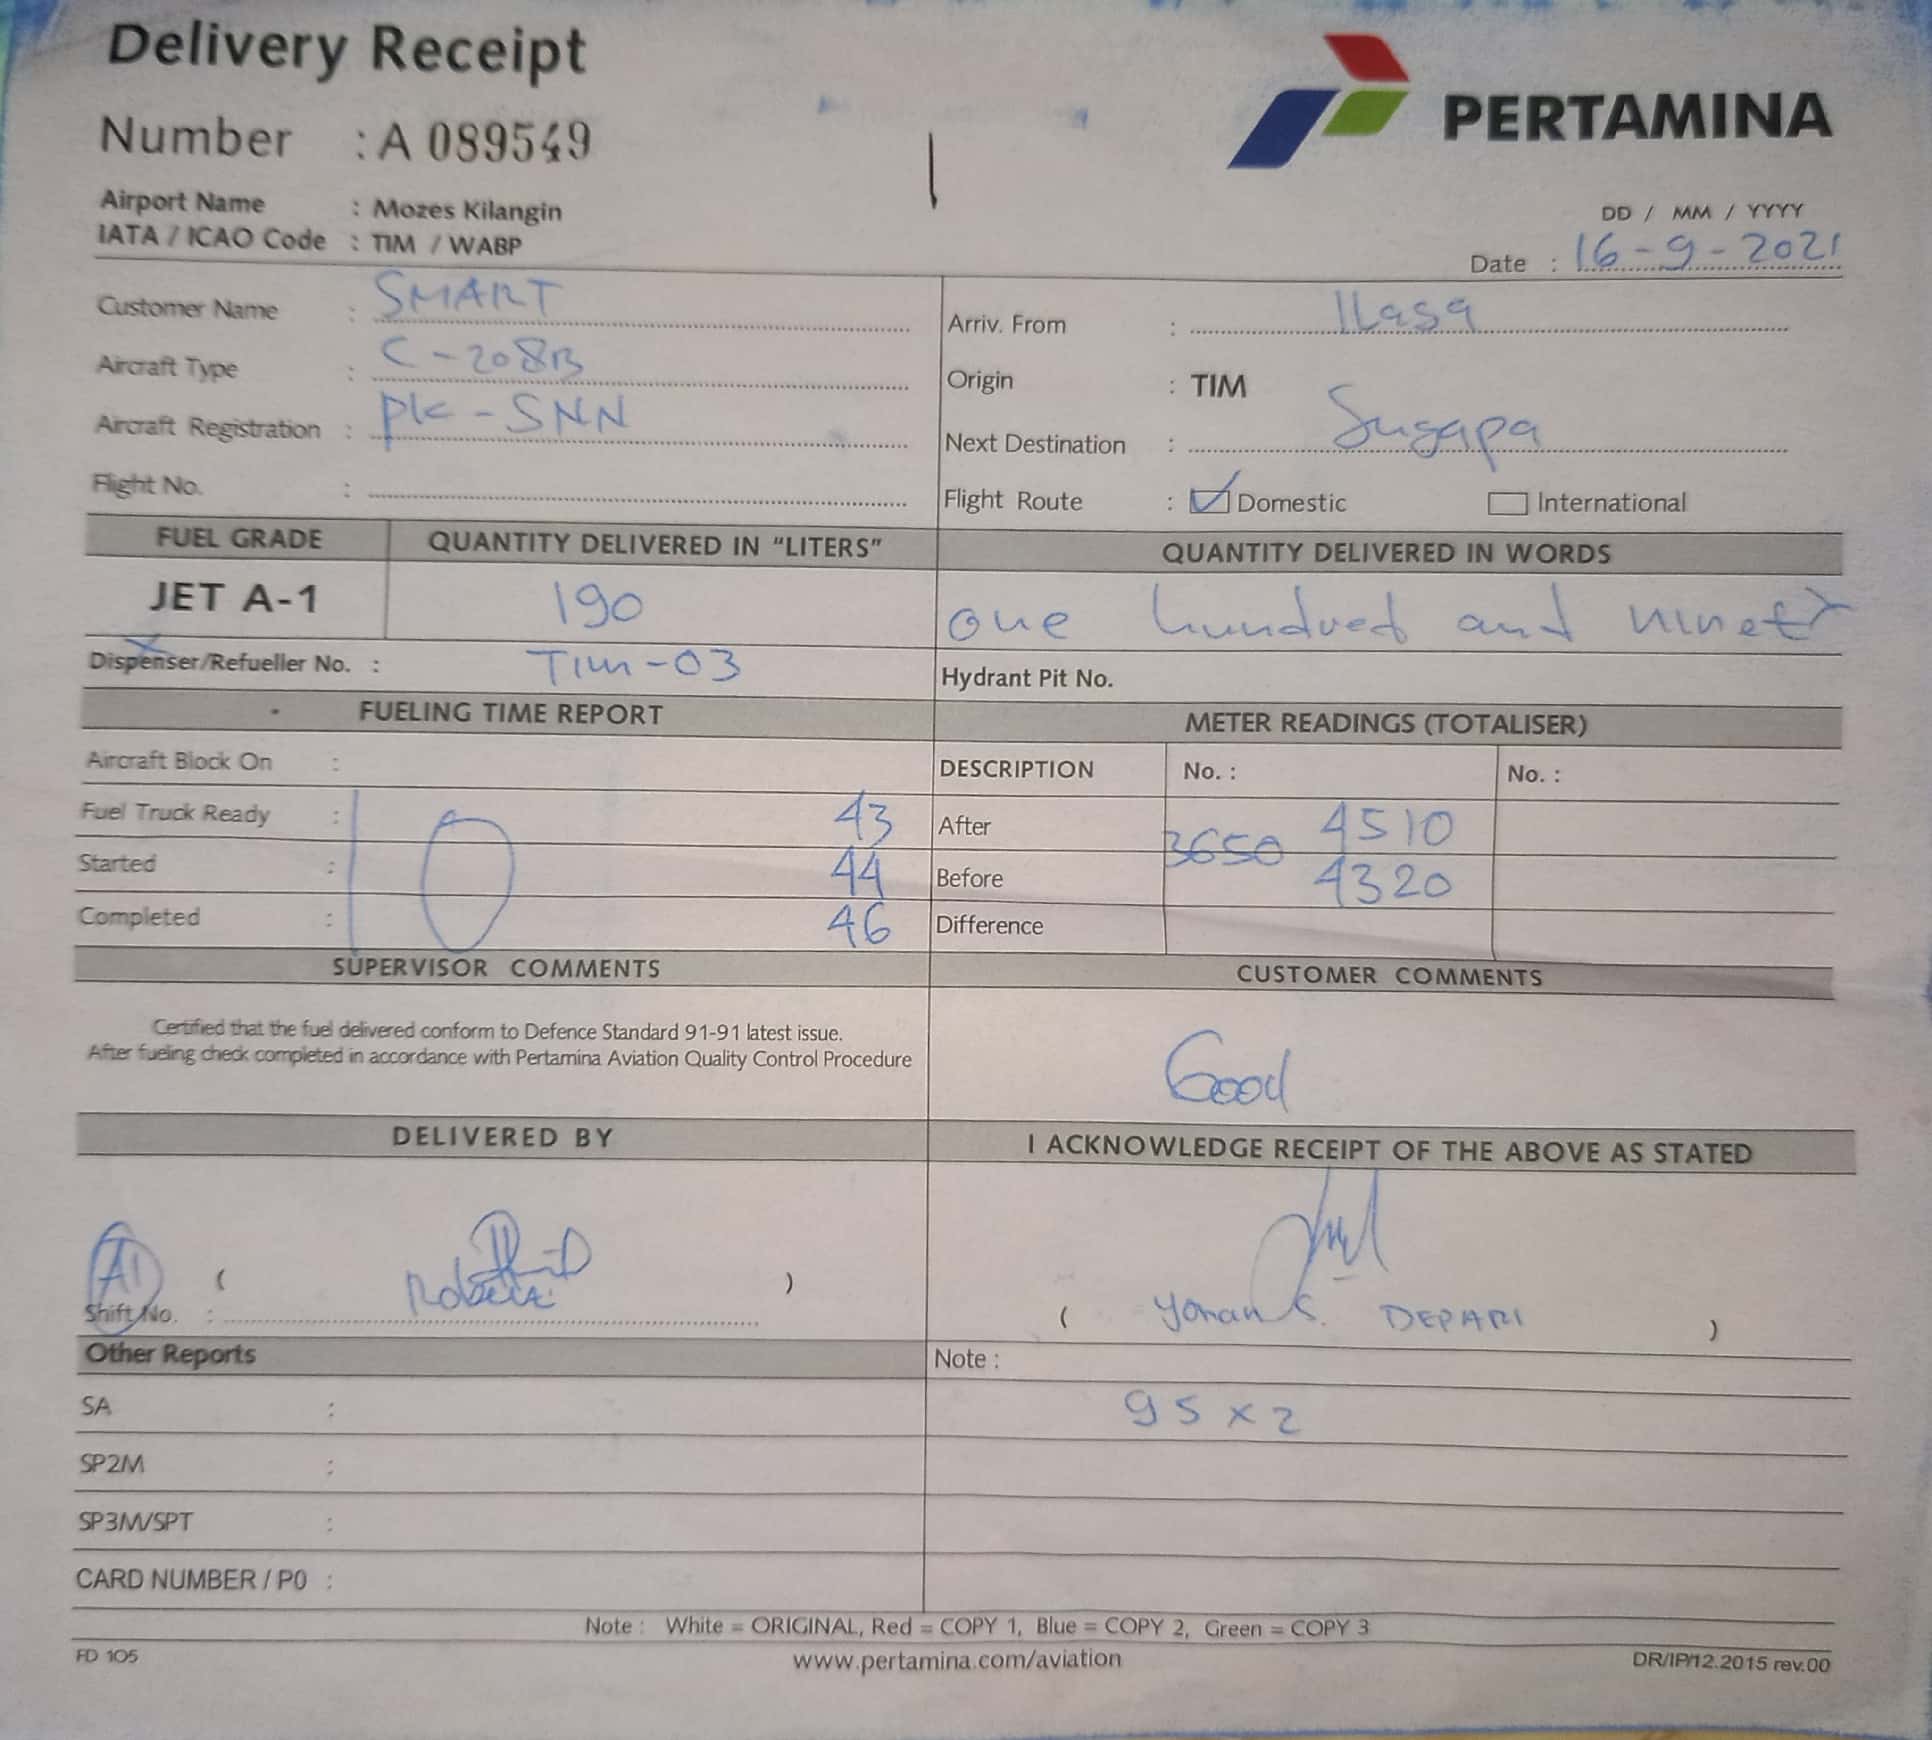 Delivery Receipt
PERTAMINA
Number : A 089549
Airport Name : Mozes Kilangin
IATA / ICAO Code : TIM / WABP
DD / MM / YYYY
Date : 16-9-2021
Customer Name : SMART
Arriv. From : ILasa
Aircraft Type : C-208B
Origin : TIM
Aircraft Registration : PK-SNN
Next Destination : Sugapa
Flight No. :
Flight Route : Domestic International
FUEL GRADE QUANTITY DELIVERED IN “LITERS” QUANTITY DELIVERED IN WORDS
JET A-1 190 one hundred and ninety
Dispenser/Refueller No. : TIM-03 Hydrant Pit No.
FUELING TIME REPORT METER READINGS (TOTALISER)
Aircraft Block On : DESCRIPTION No. : No. :
Fuel Truck Ready : 10 43 After 3650 4510
Started : 44 Before 4320
Completed : 46 Difference
SUPERVISOR COMMENTS CUSTOMER COMMENTS
Certified that the fuel delivered conform to Defence Standard 91-91 latest issue.
After fueling check completed in accordance with Pertamina Aviation Quality Control Procedure
Good
DELIVERED BY I ACKNOWLEDGE RECEIPT OF THE ABOVE AS STATED
( )
Shift No. :
( S. DEPARI )
Other Reports Note :
SA : 95 x 2
SP2M :
SP3M/SPT :
CARD NUMBER / P0 :
Note : White = ORIGINAL, Red = COPY 1, Blue = COPY 2, Green = COPY 3
FD 105 www.pertamina.com/aviation DR/IP/12.2015 rev.00